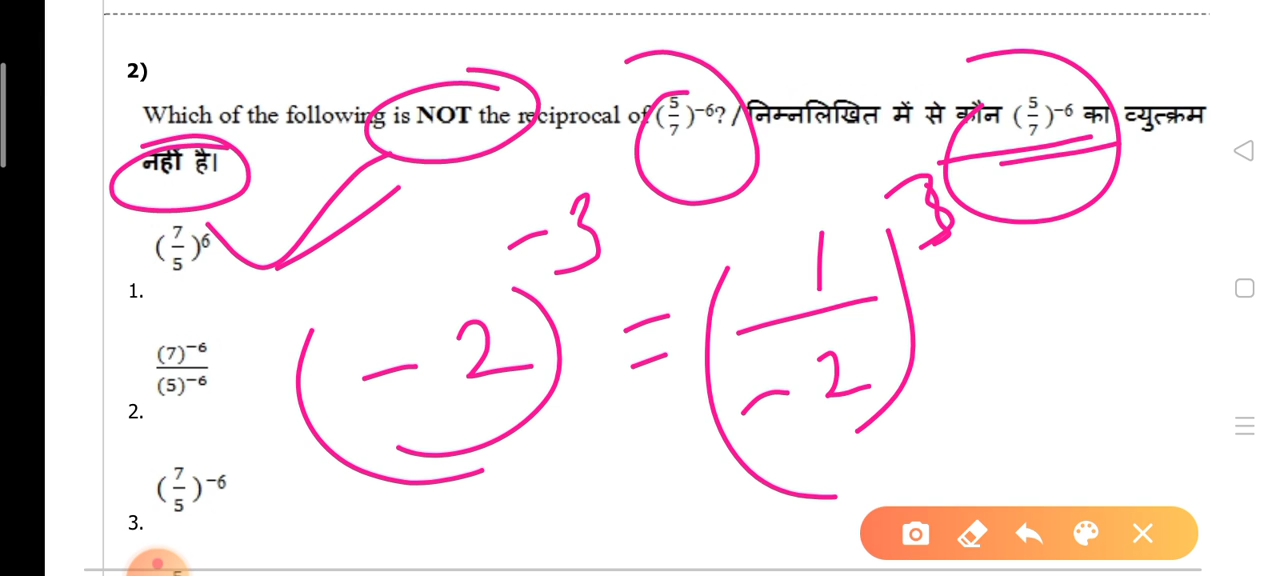 2)
Which of the following is NOT the reciprocal of (5/7)⁻⁶? / निम्नलिखित में से कौन (5/7)⁻⁶ का व्युत्क्रम
नहीं है।
(7/5)⁶
1.
(7)⁻⁶/(5)⁻⁶
2.
(7/5)⁻⁶
3.
(-2)⁻³ = (1/-2)³